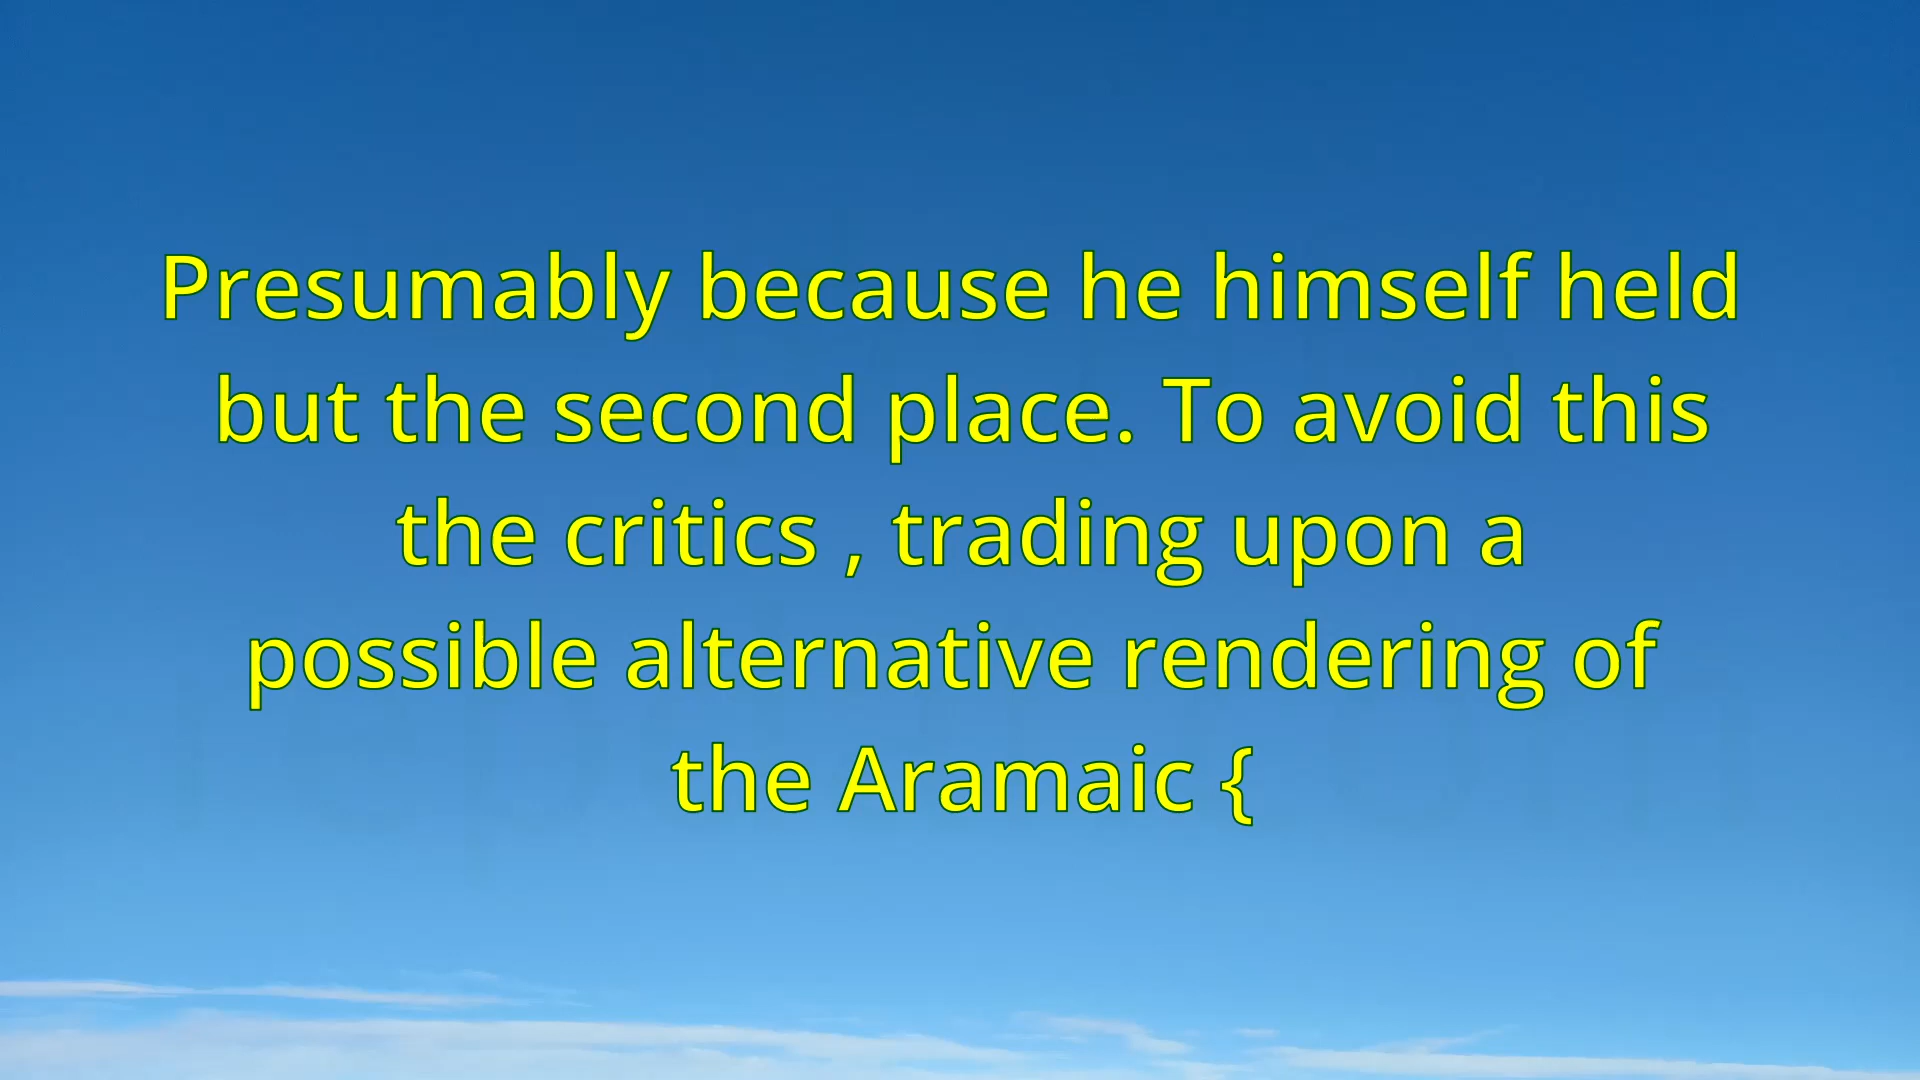 Presumably because he himself held
but the second place. To avoid this
the critics , trading upon a
possible alternative rendering of
the Aramaic {